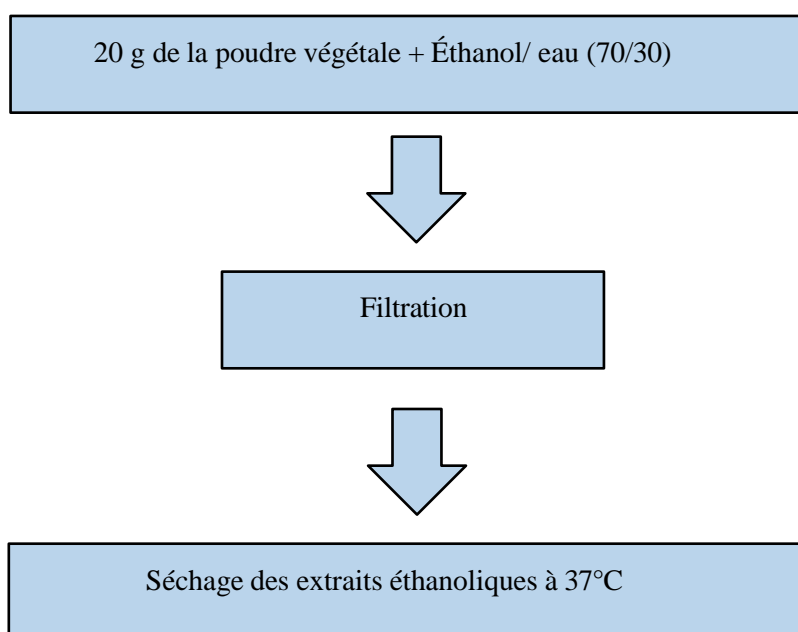 20 g de la poudre végétale + Éthanol/ eau (70/30)
Filtration
Séchage des extraits éthanoliques à 37°C